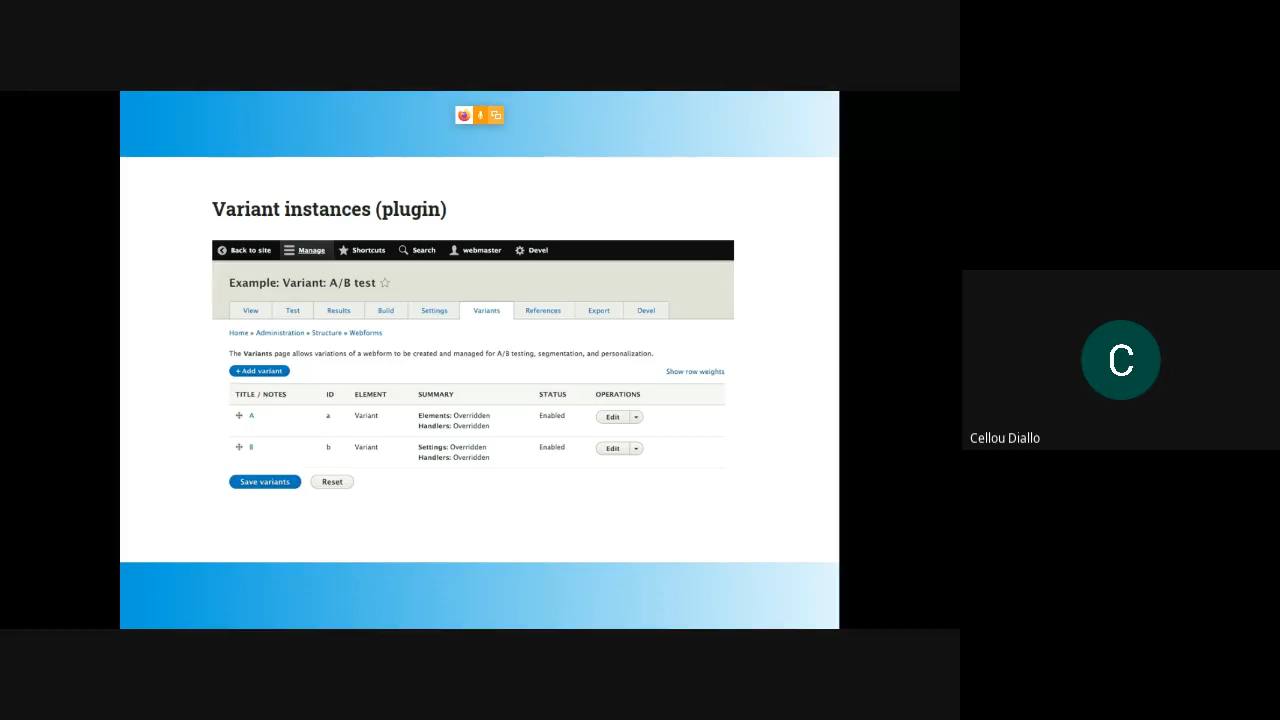 Variant instances (plugin)
Back to site Manage Shortcuts Search webmaster Devel
Example: Variant: A/B test
View Test Results Build Settings Variants References Export Devel
Home » Administration » Structure » Webforms
The Variants page allows variations of a webform to be created and managed for A/B testing, segmentation, and personalization.
+ Add variant
Show row weights
TITLE / NOTES ID ELEMENT SUMMARY STATUS OPERATIONS
A a Variant Elements: Overridden Enabled Edit
Handlers: Overridden
B b Variant Settings: Overridden Enabled Edit
Handlers: Overridden
Save variants Reset
C
Cellou Diallo